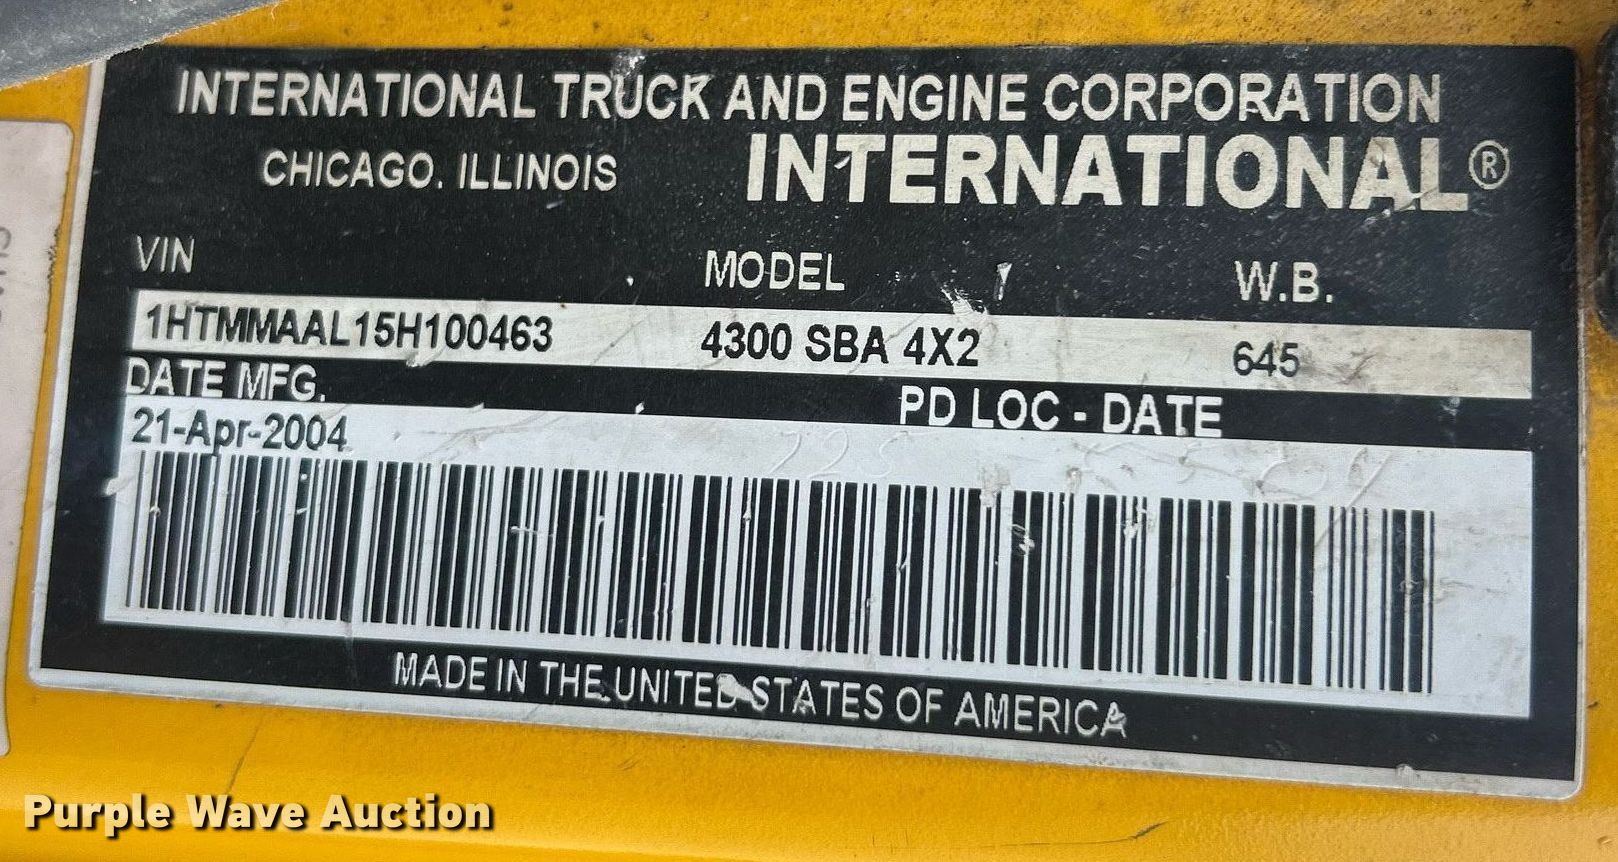 INTERNATIONAL TRUCK AND ENGINE CORPORATION
CHICAGO, ILLINOIS INTERNATIONAL®
VIN MODEL W.B.
1HTMMAAL15H100463 4300 SBA 4X2 645
DATE MFG. PD LOC - DATE
21-Apr-2004
MADE IN THE UNITED STATES OF AMERICA
Purple Wave Auction